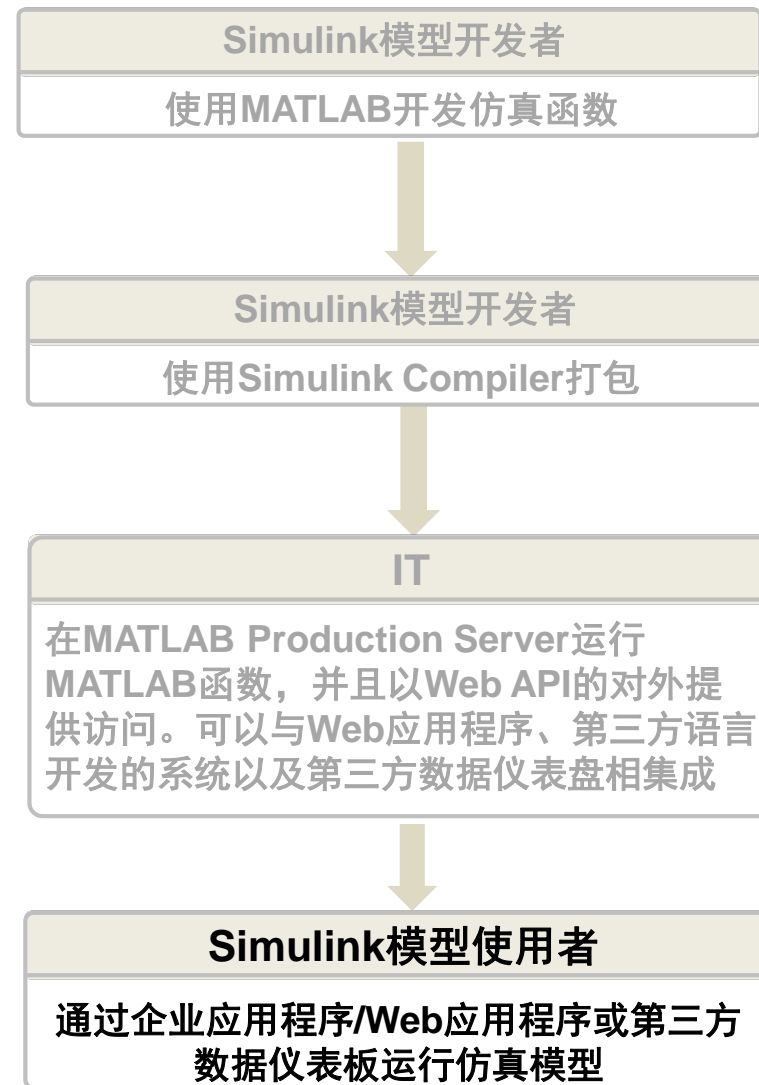 Simulink模型开发者
使用MATLAB开发仿真函数
Simulink模型开发者
使用Simulink Compiler打包
IT
在MATLAB Production Server运行
MATLAB函数，并且以Web API的对外提
供访问。可以与Web应用程序、第三方语言
开发的系统以及第三方数据仪表盘相集成
Simulink模型使用者
通过企业应用程序/Web应用程序或第三方
数据仪表板运行仿真模型